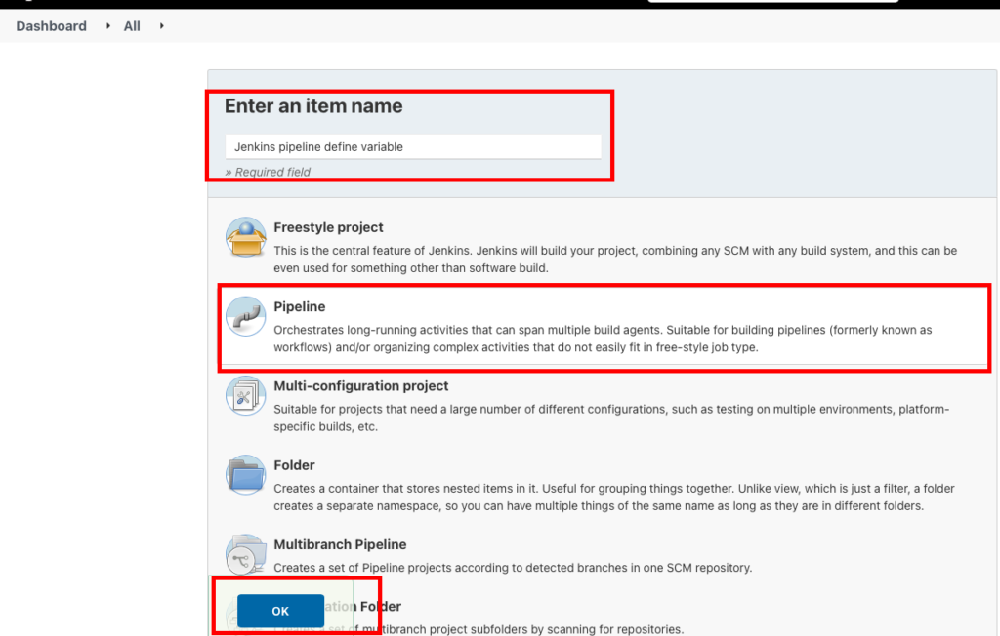 Dashboard All
Enter an item name
Jenkins pipeline define variable
» Required field
Freestyle project
This is the central feature of Jenkins. Jenkins will build your project, combining any SCM with any build system, and this can be
even used for something other than software build.
Pipeline
Orchestrates long-running activities that can span multiple build agents. Suitable for building pipelines (formerly known as
workflows) and/or organizing complex activities that do not easily fit in free-style job type.
Multi-configuration project
Suitable for projects that need a large number of different configurations, such as testing on multiple environments, platform-
specific builds, etc.
Folder
Creates a container that stores nested items in it. Useful for grouping things together. Unlike view, which is just a filter, a folder
creates a separate namespace, so you can have multiple things of the same name as long as they are in different folders.
Multibranch Pipeline
Creates a set of Pipeline projects according to detected branches in one SCM repository.
OK
Folder
set of multibranch project subfolders by scanning for repositories.